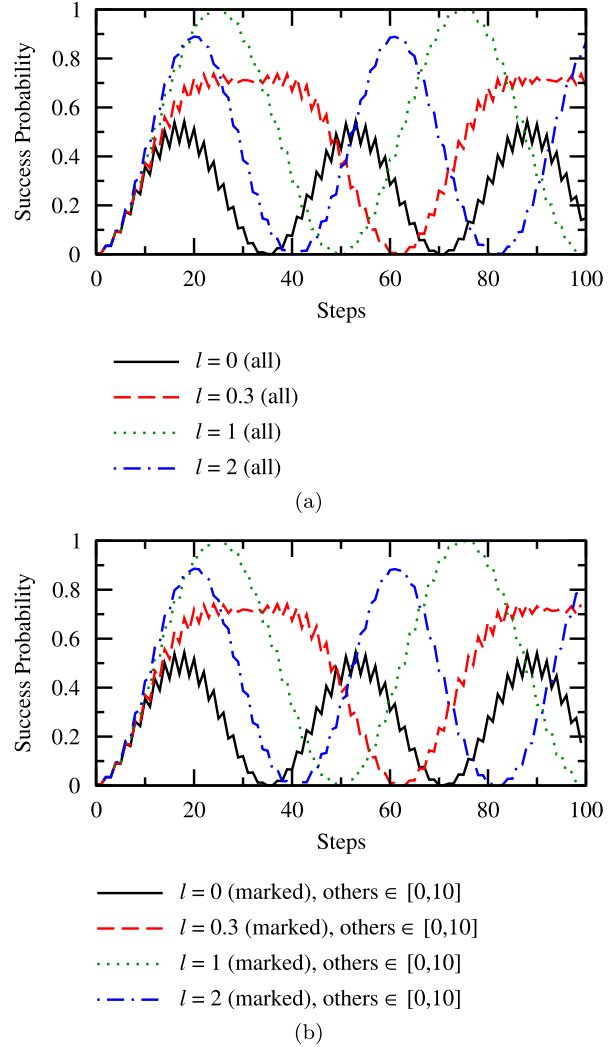 1
0.8
0.6
0.4
0.2
0
Success Probability
0 20 40 60 80 100
Steps
l = 0 (all)
l = 0.3 (all)
l = 1 (all)
l = 2 (all)
(a)
1
0.8
0.6
0.4
0.2
0
Success Probability
0 20 40 60 80 100
Steps
l = 0 (marked), others ∈ [0,10]
l = 0.3 (marked), others ∈ [0,10]
l = 1 (marked), others ∈ [0,10]
l = 2 (marked), others ∈ [0,10]
(b)